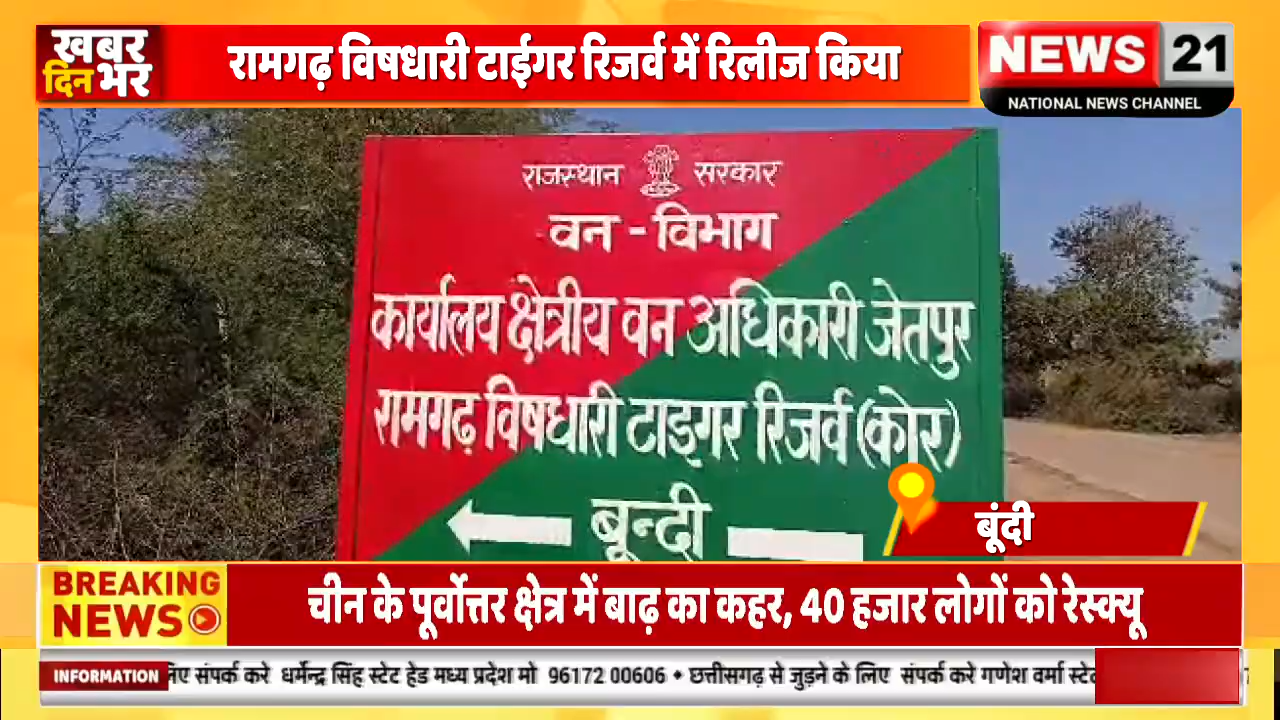 खबर
दिन भर
रामगढ़ विषधारी टाईगर रिजर्व में रिलीज किया
NEWS 21
NATIONAL NEWS CHANNEL
राजस्थान सरकार
वन - विभाग
कार्यालय क्षेत्रीय वन अधिकारी जेतपुर
रामगढ़ विषधारी टाइगर रिजर्व (कोर)
बून्दी
बूंदी
BREAKING
NEWS
चीन के पूर्वोत्तर क्षेत्र में बाढ़ का कहर, 40 हजार लोगों को रेस्क्यू
INFORMATION
संपर्क करे धर्मेन्द्र सिंह स्टेट हेड मध्य प्रदेश मो 96172 00606 • छत्तीसगढ़ से जुड़ने के लिए संपर्क करे गणेश वर्मा